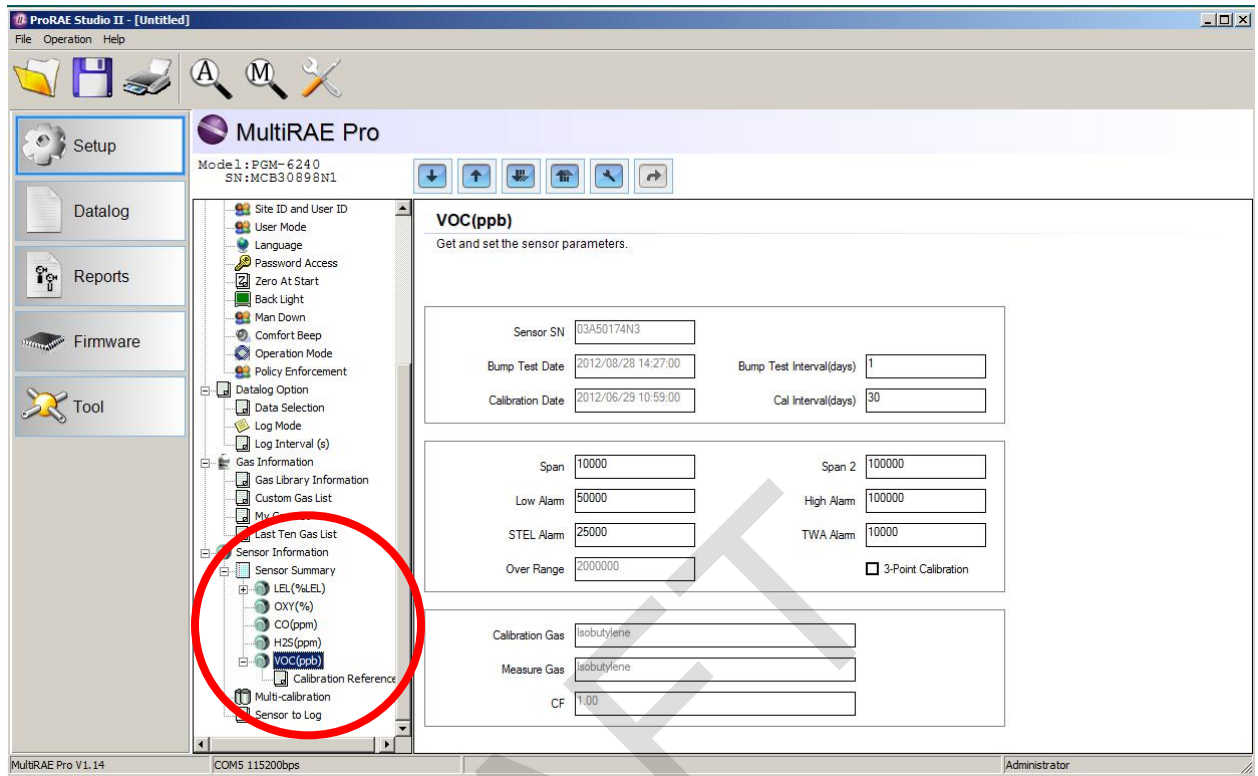 ProRAE Studio II - [Untitled]
File Operation Help
A M
Setup
Datalog
Reports
Firmware
Tool
MultiRAE Pro
Model:PGM-6240
SN:MCB30898N1
Site ID and User ID
User Mode
Language
Password Access
Zero At Start
Back Light
Man Down
Comfort Beep
Operation Mode
Policy Enforcement
Datalog Option
Data Selection
Log Mode
Log Interval (s)
Gas Information
Gas Library Information
Custom Gas List
Last Ten Gas List
Sensor Information
Sensor Summary
LEL(%LEL)
OXY(%)
CO(ppm)
H2S(ppm)
VOC(ppb)
Calibration Reference
Multi-calibration
Sensor to Log
VOC(ppb)
Get and set the sensor parameters.
Sensor SN 03A50174N3
Bump Test Date 2012/08/28 14:27:00 Bump Test Interval(days) 1
Calibration Date 2012/06/29 10:59:00 Cal Interval(days) 30
Span 10000 Span 2 100000
Low Alarm 50000 High Alarm 100000
STEL Alarm 25000 TWA Alarm 10000
Over Range 2000000 3-Point Calibration
Calibration Gas Isobutylene
Measure Gas Isobutylene
CF 1.00
MultiRAE Pro V1.14 COM5 115200bps Administrator